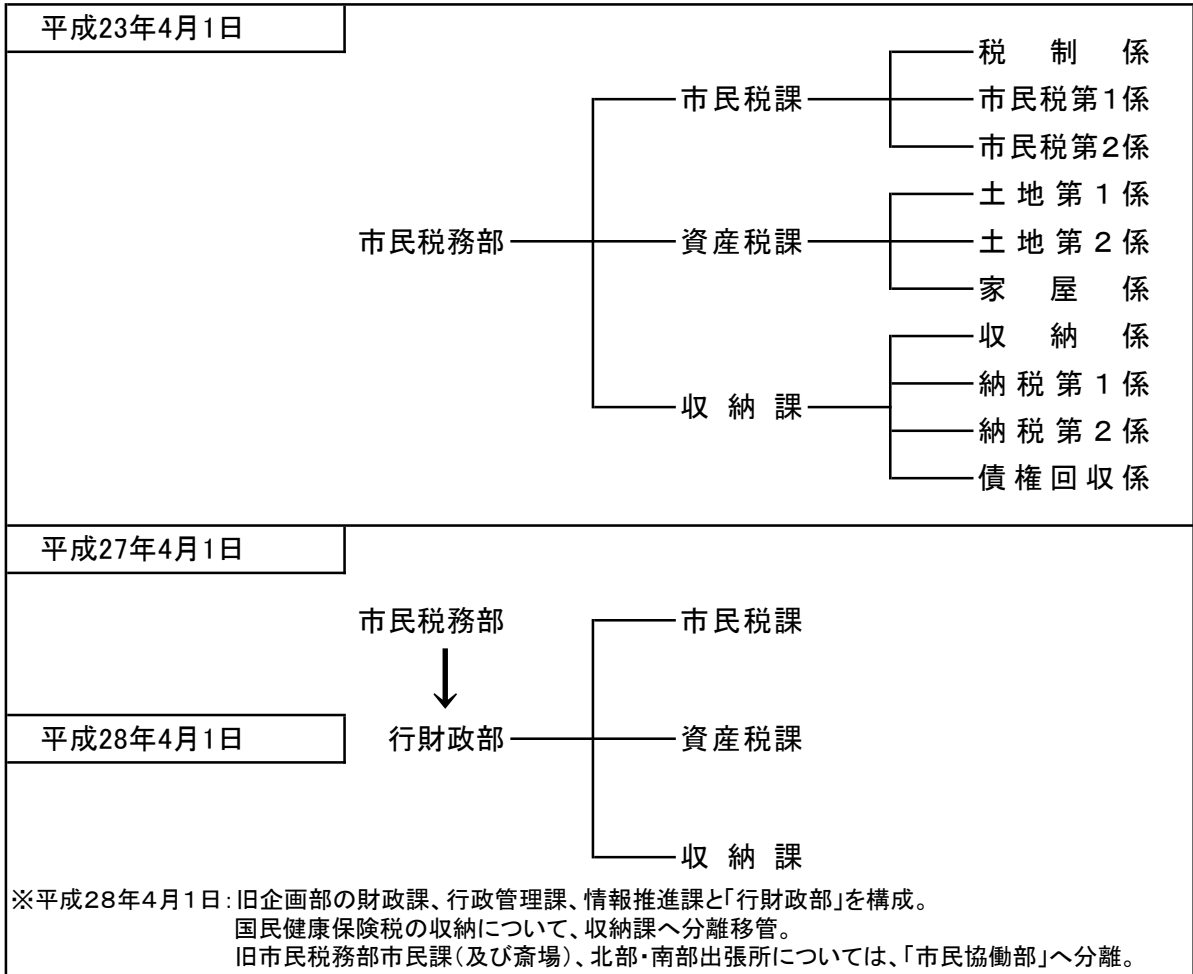 平成23年4月1日
税制係
市民税課 市民税第1係
市民税第2係
土地第1係
市民税務部 資産税課 土地第2係
家屋係
収納係
納税第1係
収納課
納税第2係
債権回収係
平成27年4月1日
市民税務部 市民税課
↓
平成28年4月1日 行財政部 資産税課
収納課
※平成28年4月1日:旧企画部の財政課、行政管理課、情報推進課と「行財政部」を構成。
国民健康保険税の収納について、収納課へ分離移管。
旧市民税務部市民課(及び斎場)、北部・南部出張所については、「市民協働部」へ分離。